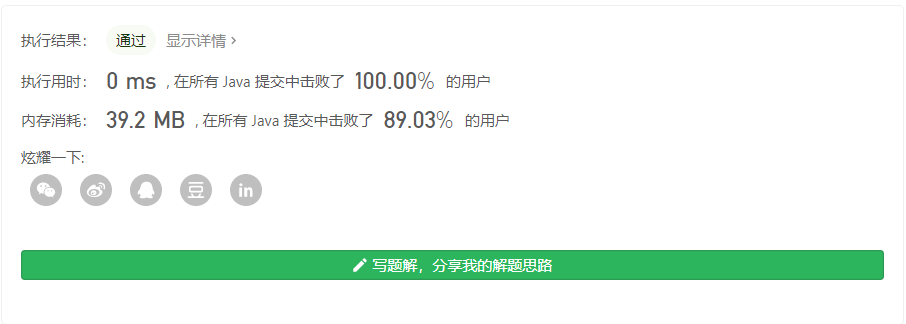 执行结果： 通过 显示详情 ›
执行用时： 0 ms , 在所有 Java 提交中击败了 100.00% 的用户
内存消耗： 39.2 MB , 在所有 Java 提交中击败了 89.03% 的用户
炫耀一下:
豆 in
写题解，分享我的解题思路